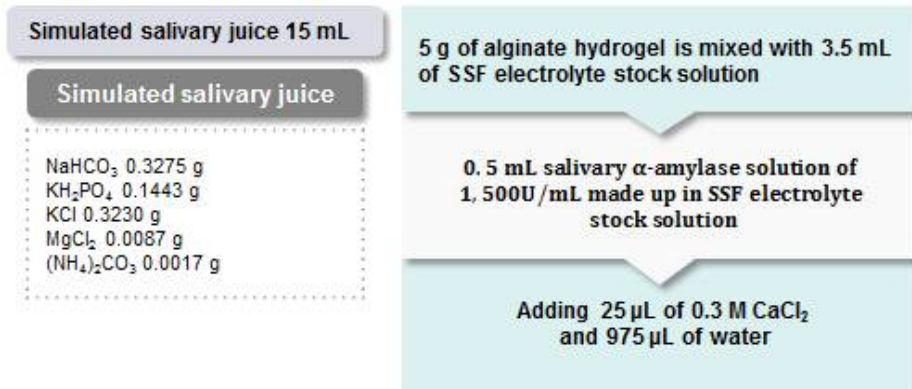 Simulated salivary juice 15 mL
Simulated salivary juice
NaHCO₃ 0.3275 g
KH₂PO₄ 0.1443 g
KCl 0.3230 g
MgCl₂ 0.0087 g
(NH₄)₂CO₃ 0.0017 g
5 g of alginate hydrogel is mixed with 3.5 mL
of SSF electrolyte stock solution
0. 5 mL salivary α-amylase solution of
1, 500U/mL made up in SSF electrolyte
stock solution
Adding 25 µL of 0.3 M CaCl₂
and 975 µL of water